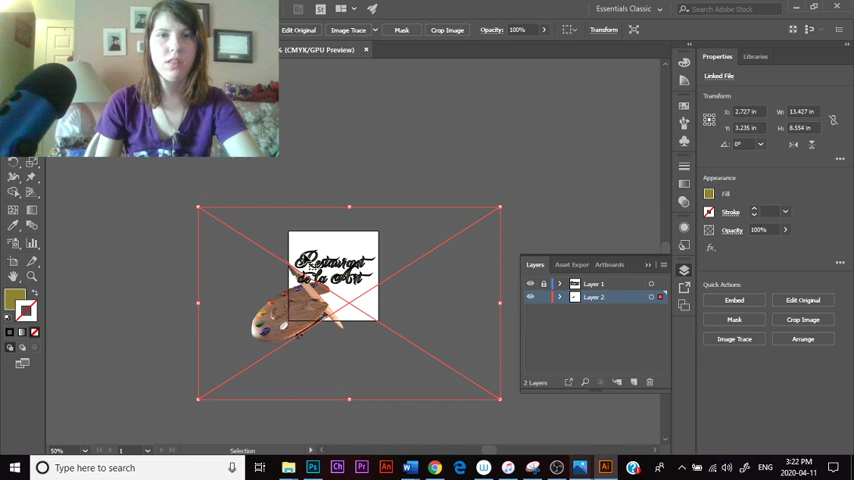 Essentials Classic
Search Adobe Stock
Edit Original
Image Trace
Mask
Crop Image
Opacity:
100%
Transform
% (CMYK/GPU Preview)
Properties
Libraries
Linked File
Transform
X:
2.727 in
W:
13.427 in
Y:
3.235 in
H:
8.554 in
0°
Appearance
Fill
Stroke
Opacity
100%
Quick Actions
Embed
Edit Original
Mask
Crop Image
Image Trace
Arrange
Restaurant
de la Art
Layers
Asset Expor
Artboards
Layer 1
Layer 2
2 Layers
50%
1
Selection
Type here to search
ENG
3:22 PM
2020-04-11